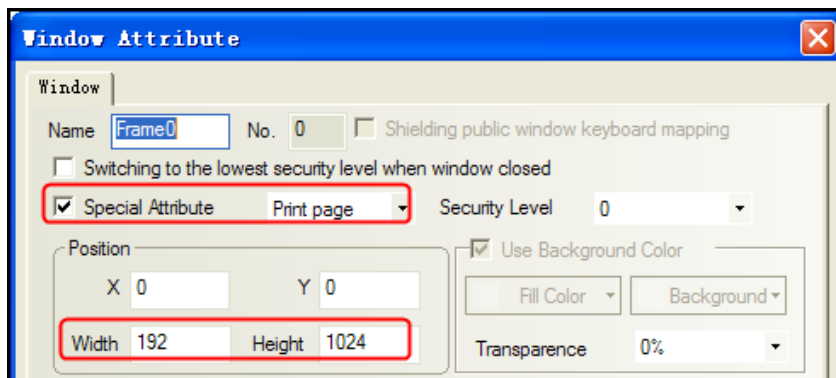 Window Attribute
Window
Name Frame0 No. 0 Shielding public window keyboard mapping
Switching to the lowest security level when window closed
Special Attribute Print page Security Level 0
Position Use Background Color
X 0 Y 0 Fill Color Background
Width 192 Height 1024 Transparence 0%